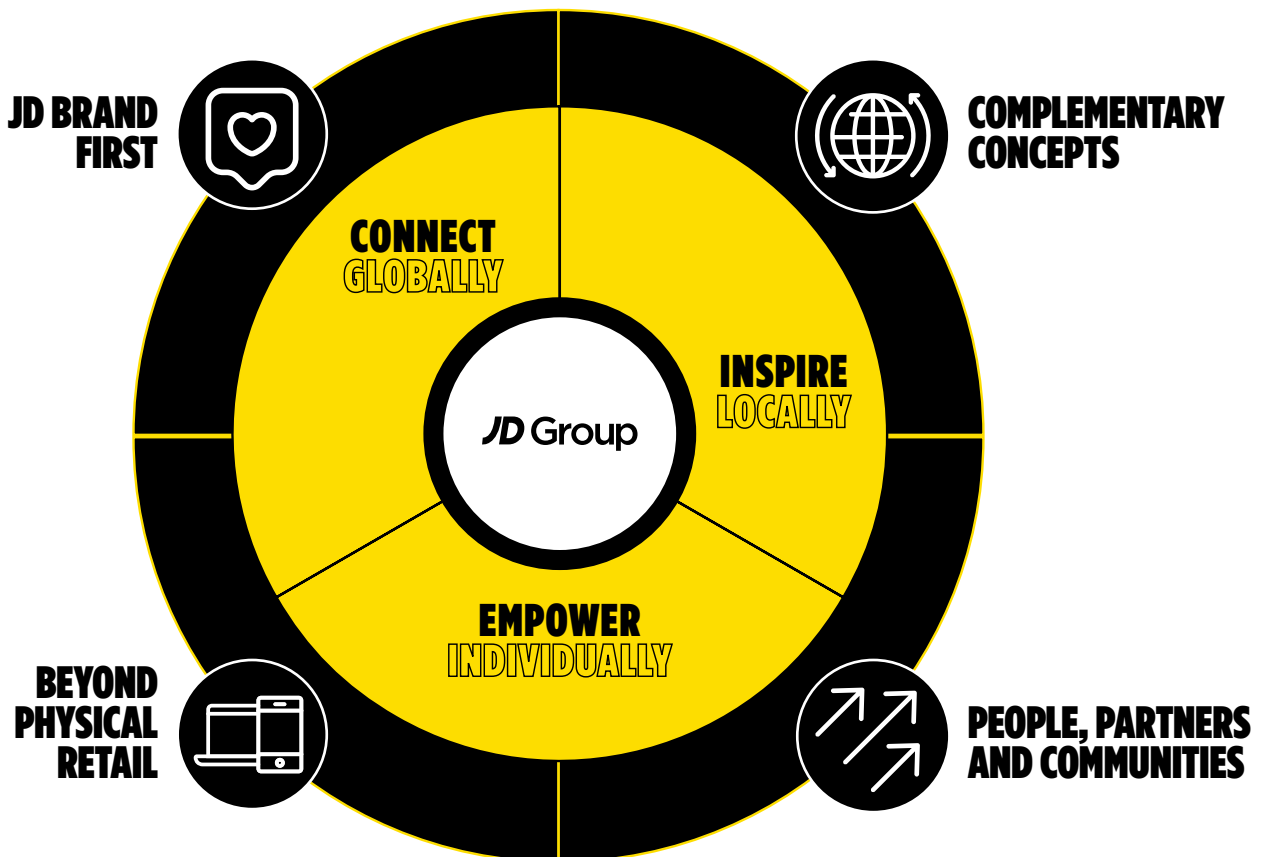 JD BRAND
FIRST
COMPLEMENTARY
CONCEPTS
CONNECT
GLOBALLY
INSPIRE
LOCALLY
JD Group
EMPOWER
INDIVIDUALLY
BEYOND
PHYSICAL
RETAIL
PEOPLE, PARTNERS
AND COMMUNITIES